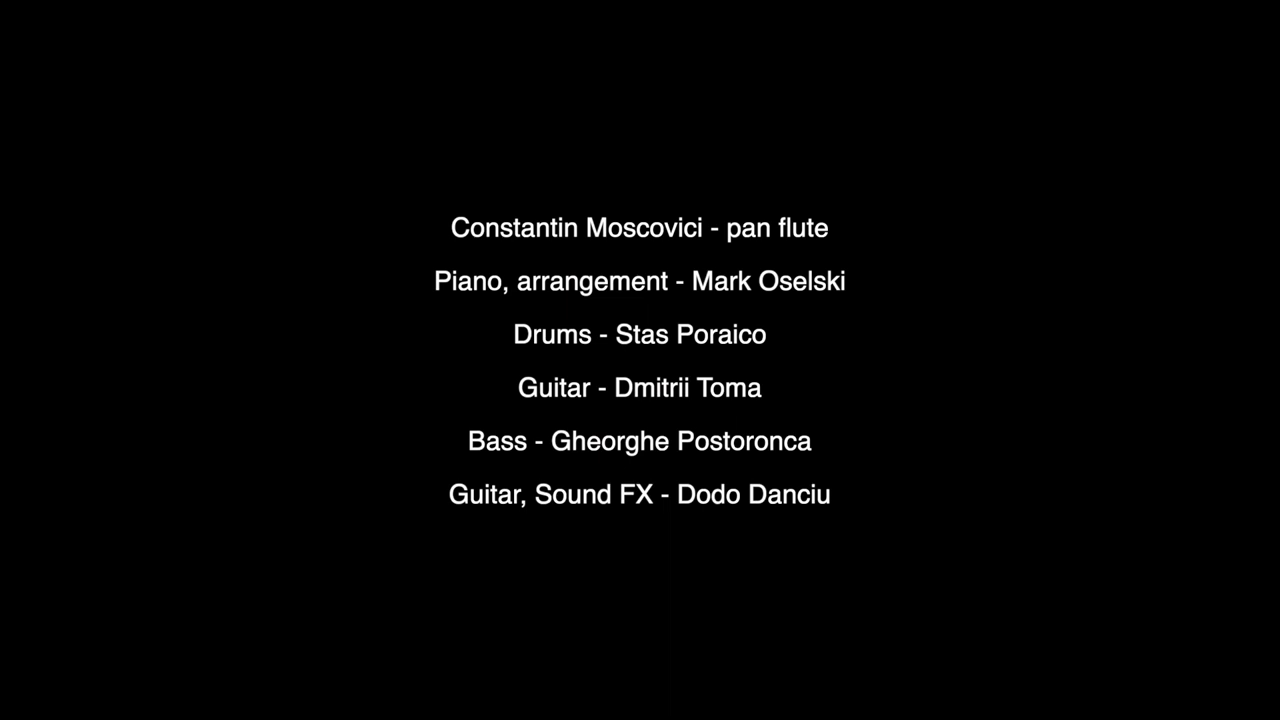 Constantin Moscovici - pan flute
Piano, arrangement - Mark Oselski
Drums - Stas Poraico
Guitar - Dmitrii Toma
Bass - Gheorghe Postoronca
Guitar, Sound FX - Dodo Danciu